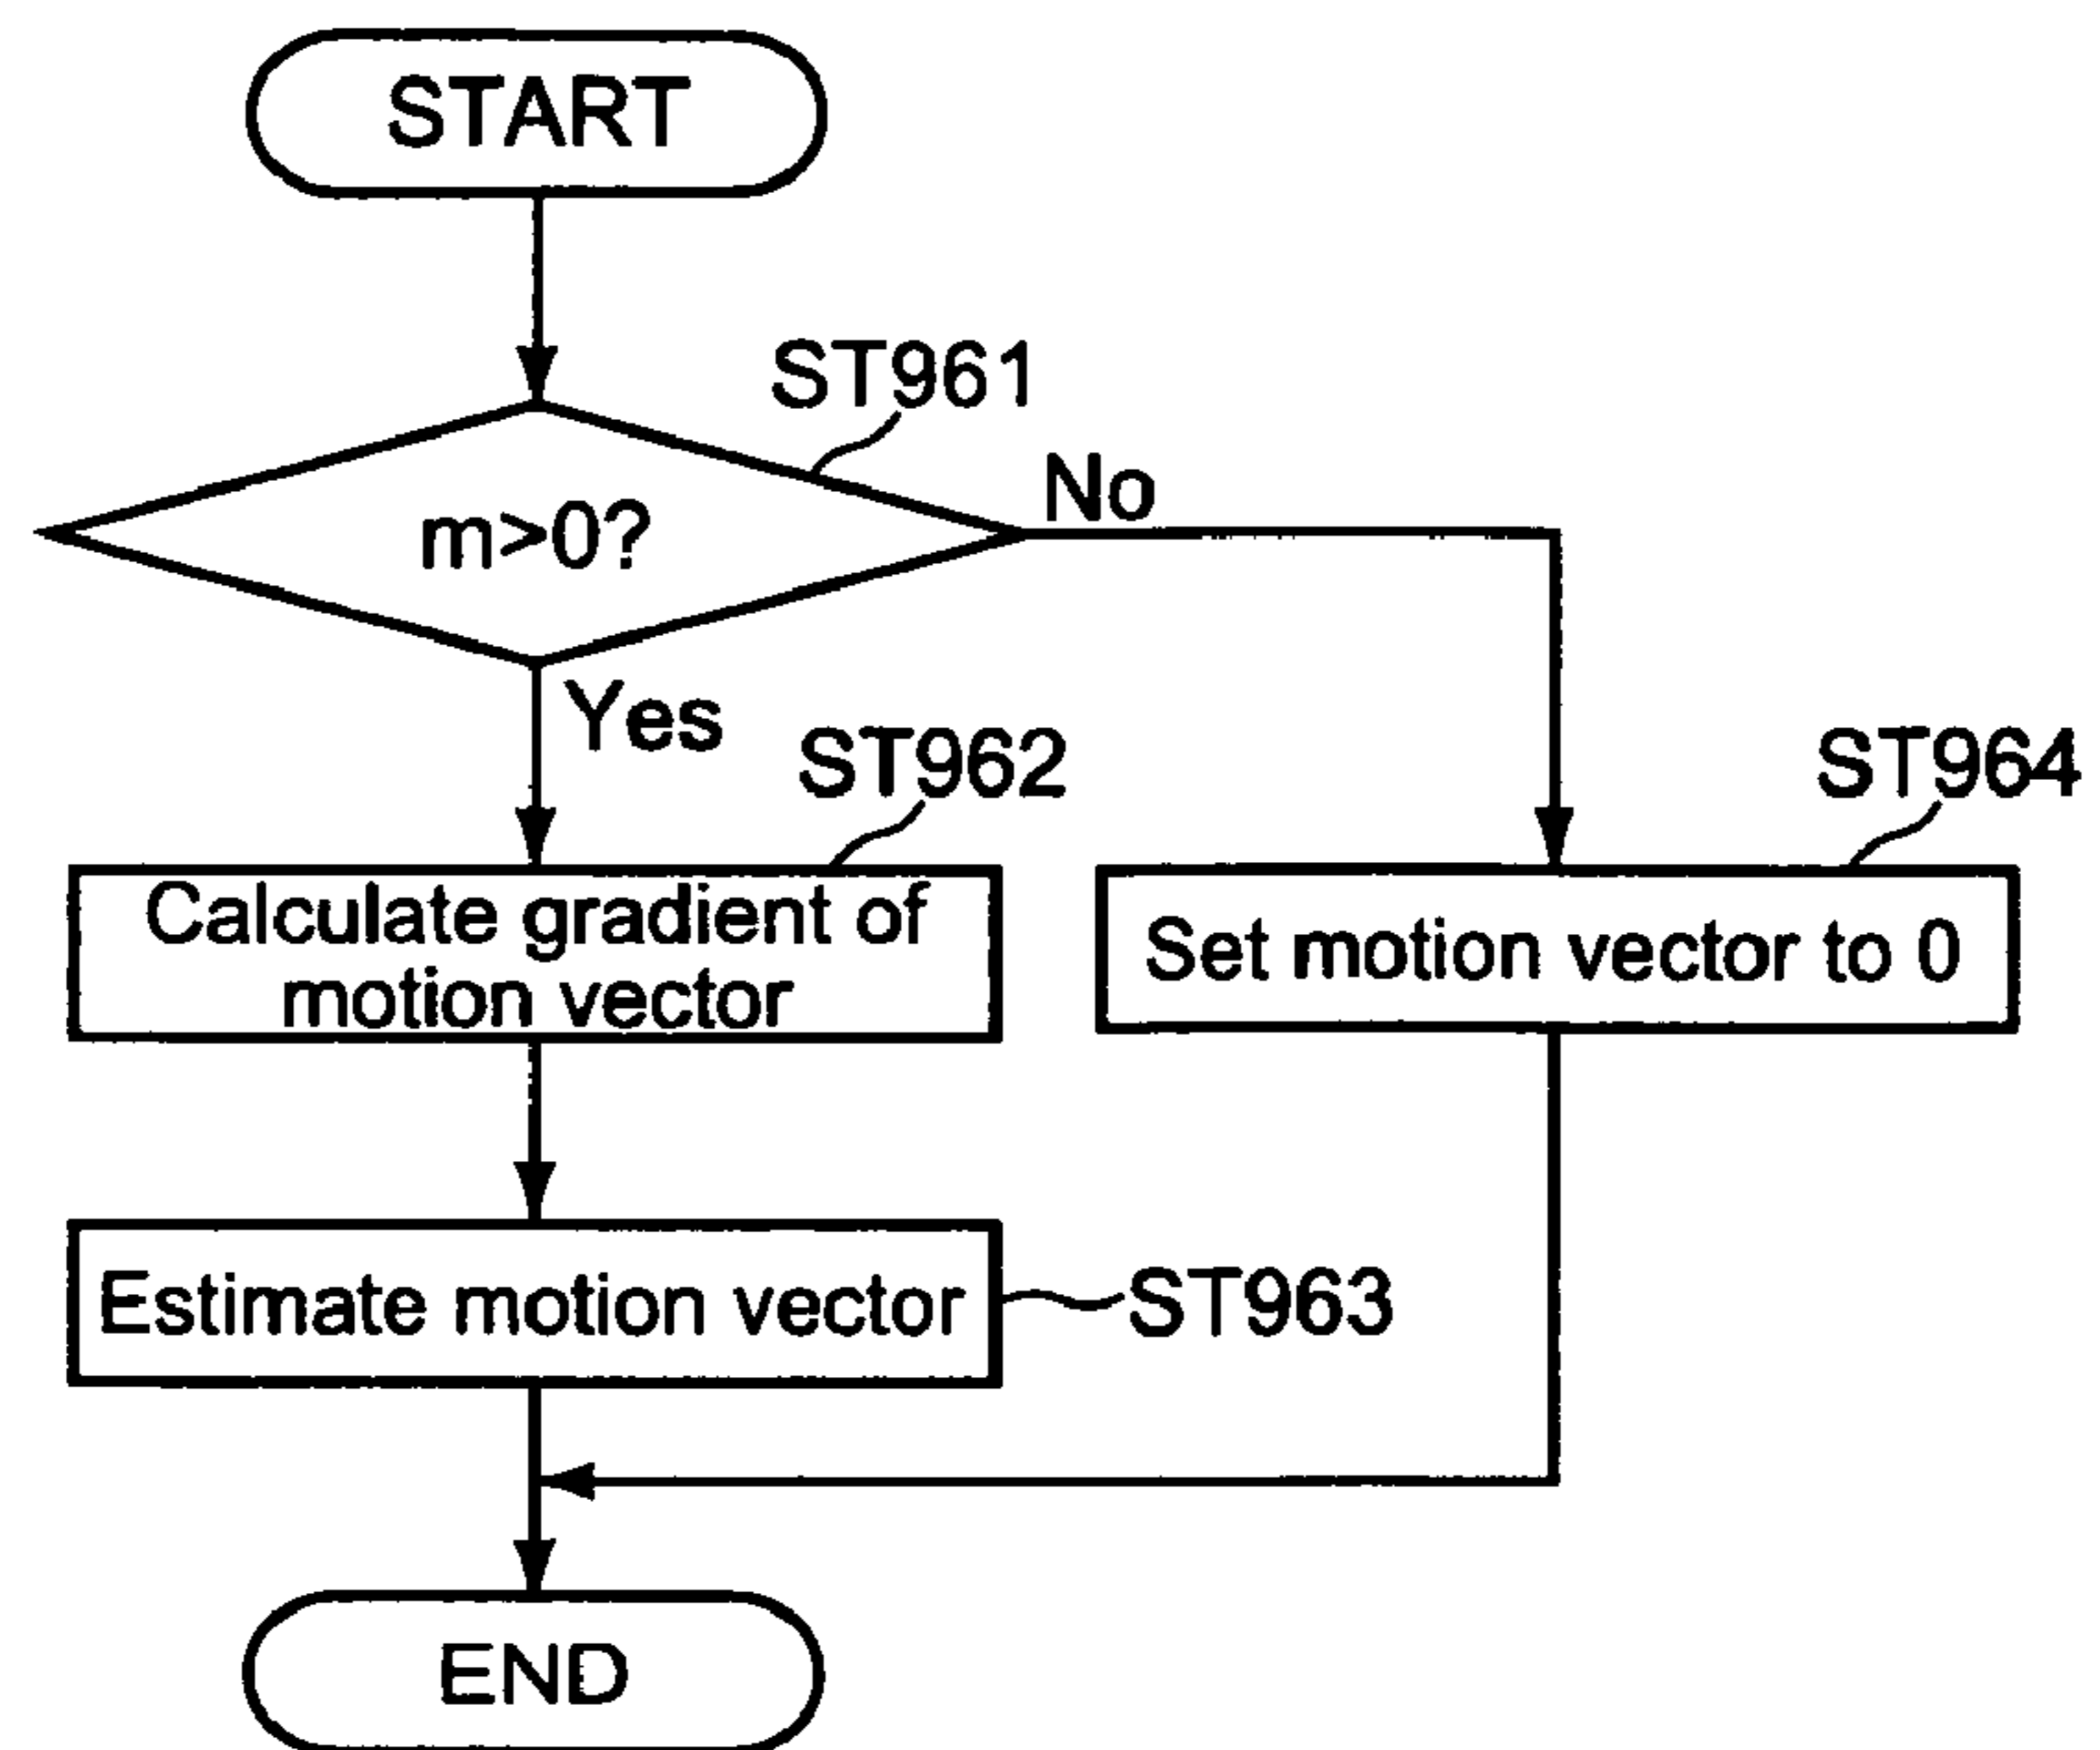 START
ST961
m>0?
No
Yes
ST962
ST964
Calculate gradient of
motion vector
Set motion vector to 0
Estimate motion vector
ST963
END